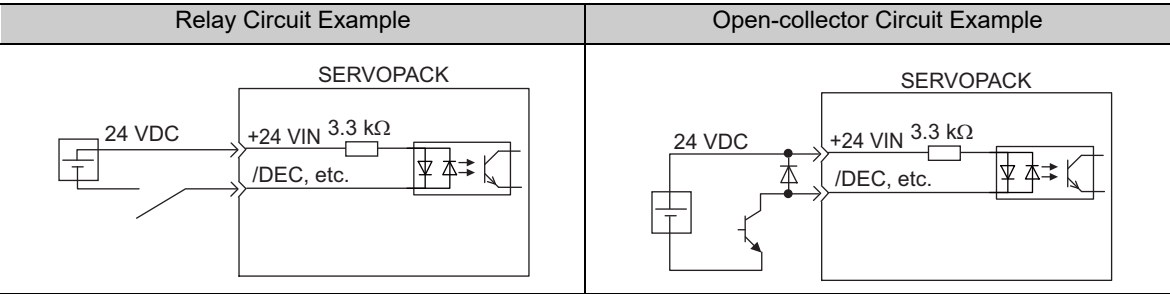 Relay Circuit Example
Open-collector Circuit Example
SERVOPACK
24 VDC
+24 VIN
3.3 kΩ
/DEC, etc.
SERVOPACK
24 VDC
+24 VIN
3.3 kΩ
/DEC, etc.